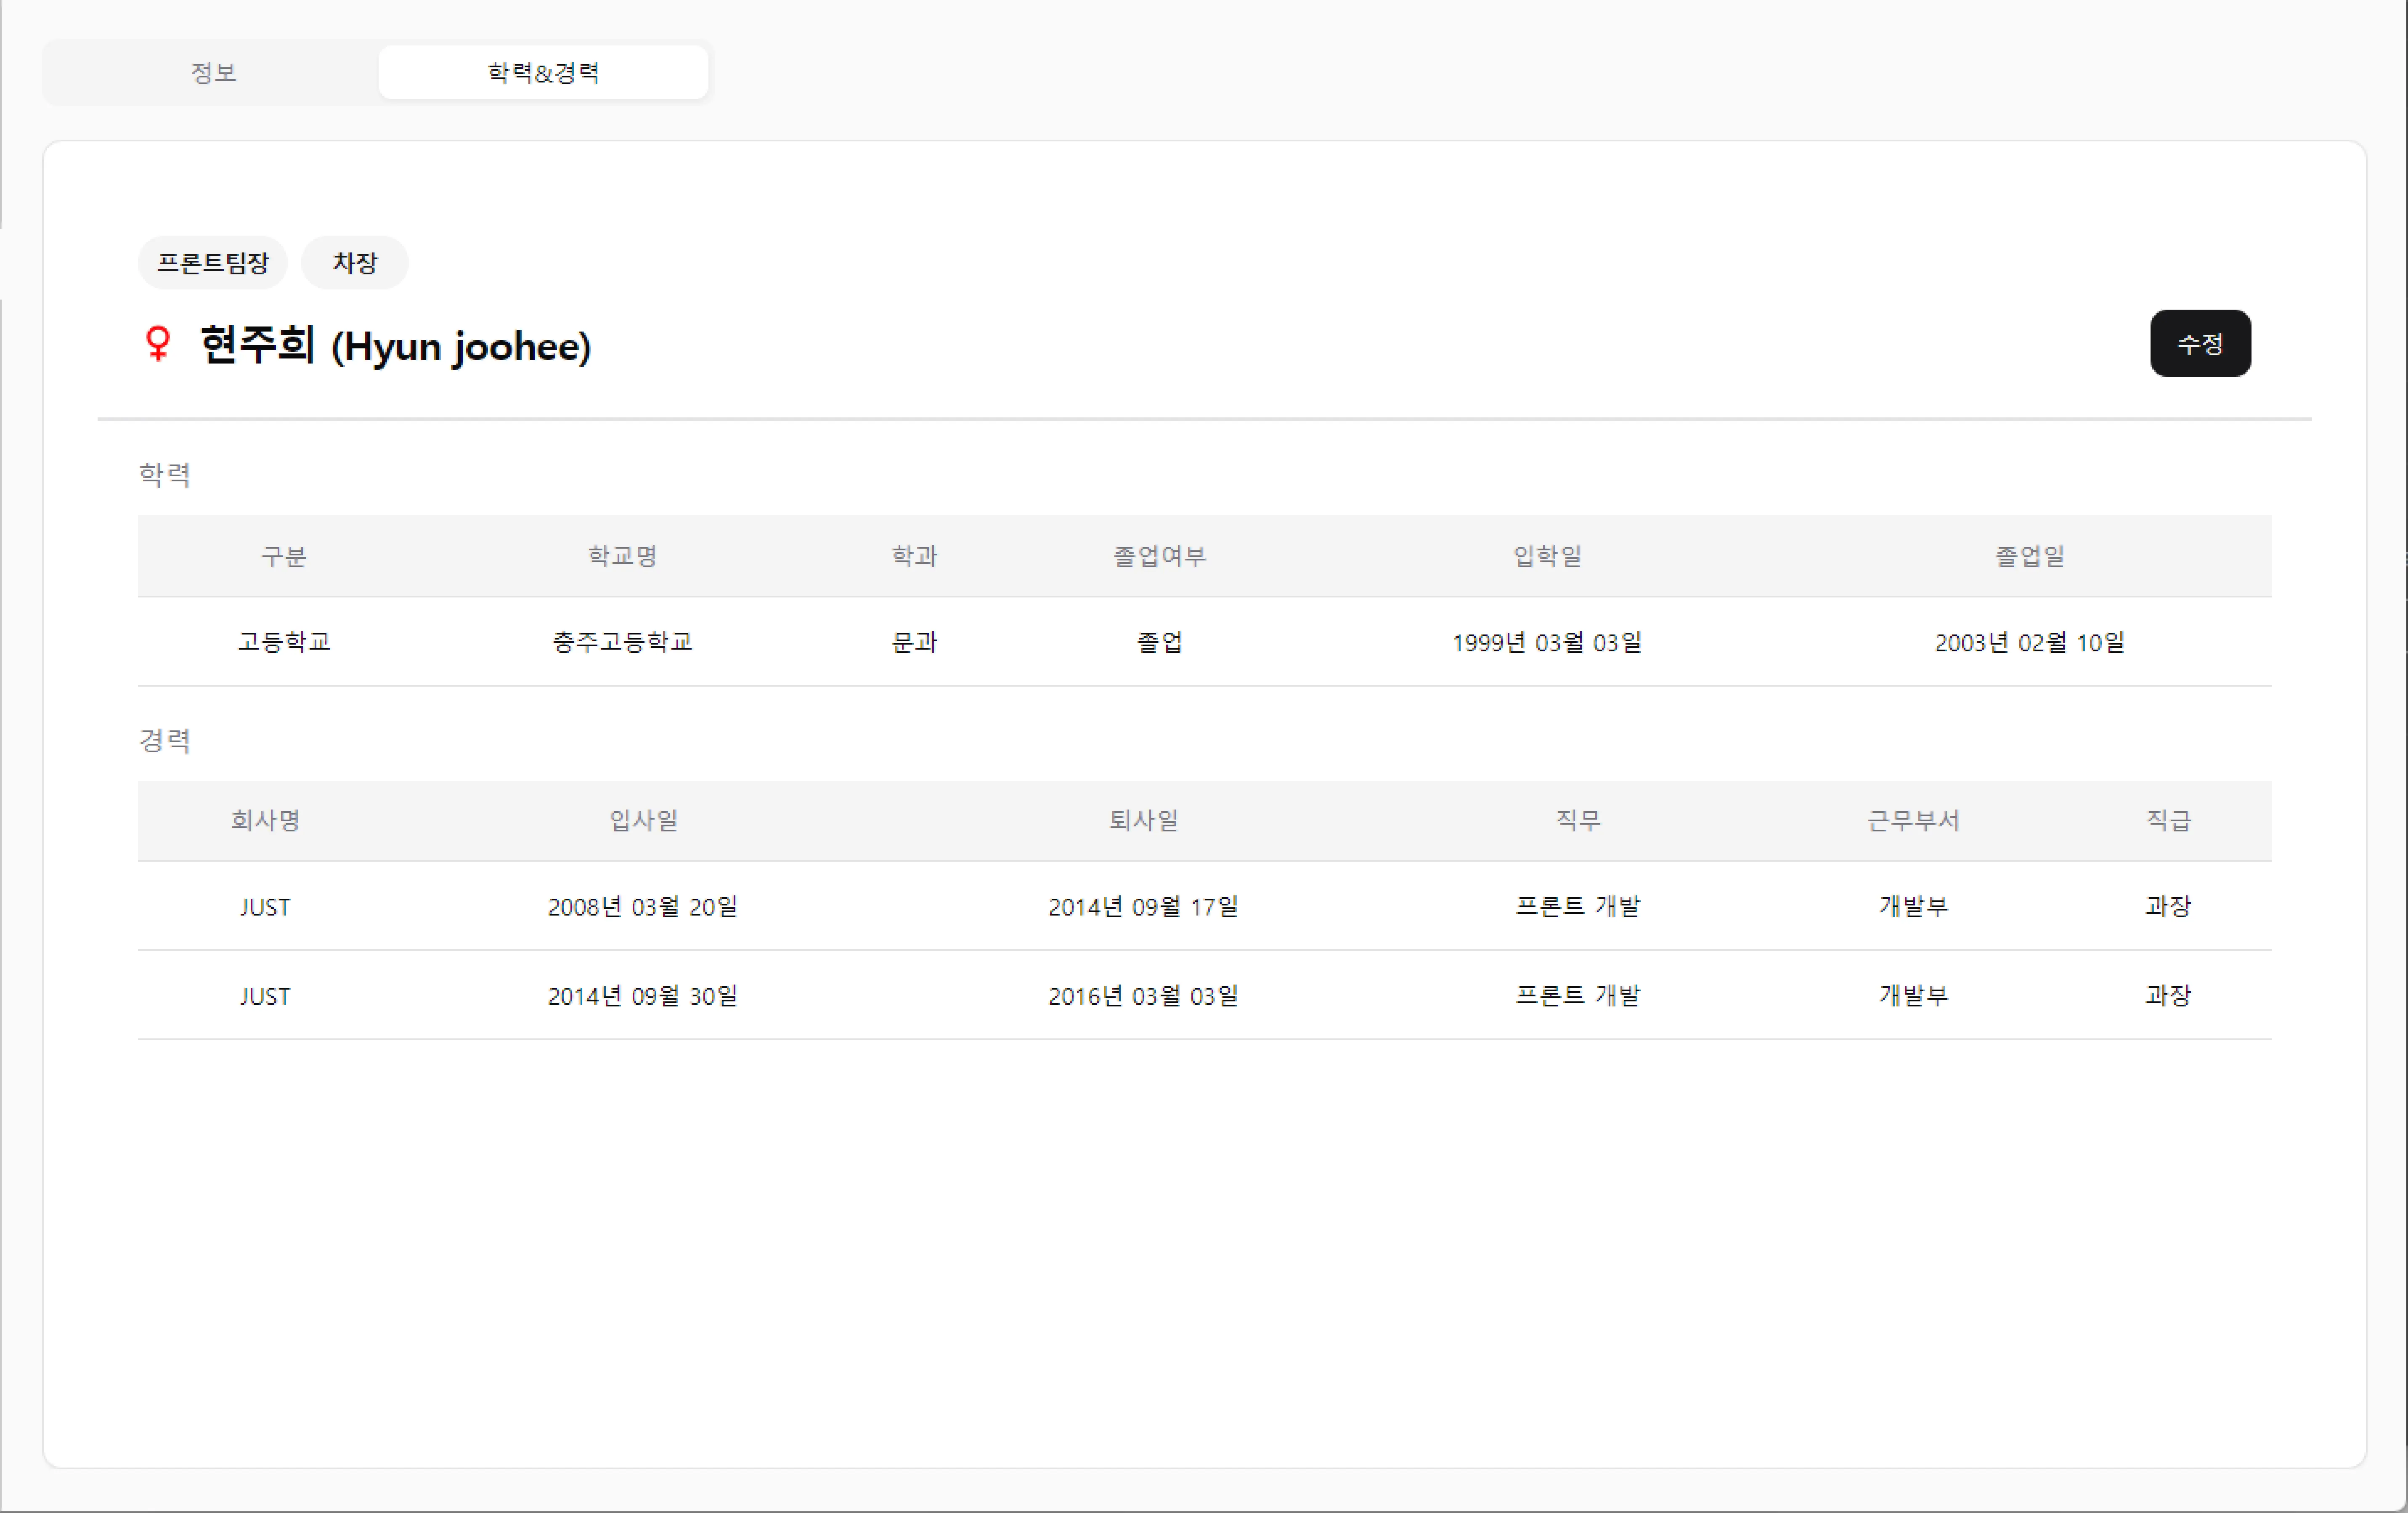 정보 학력&경력
프론트팀장 차장
현주희 (Hyun joohee)
수정
학력
구분 학교명 학과 졸업여부 입학일 졸업일
고등학교 충주고등학교 문과 졸업 1999년 03월 03일 2003년 02월 10일
경력
회사명 입사일 퇴사일 직무 근무부서 직급
JUST 2008년 03월 20일 2014년 09월 17일 프론트 개발 개발부 과장
JUST 2014년 09월 30일 2016년 03월 03일 프론트 개발 개발부 과장